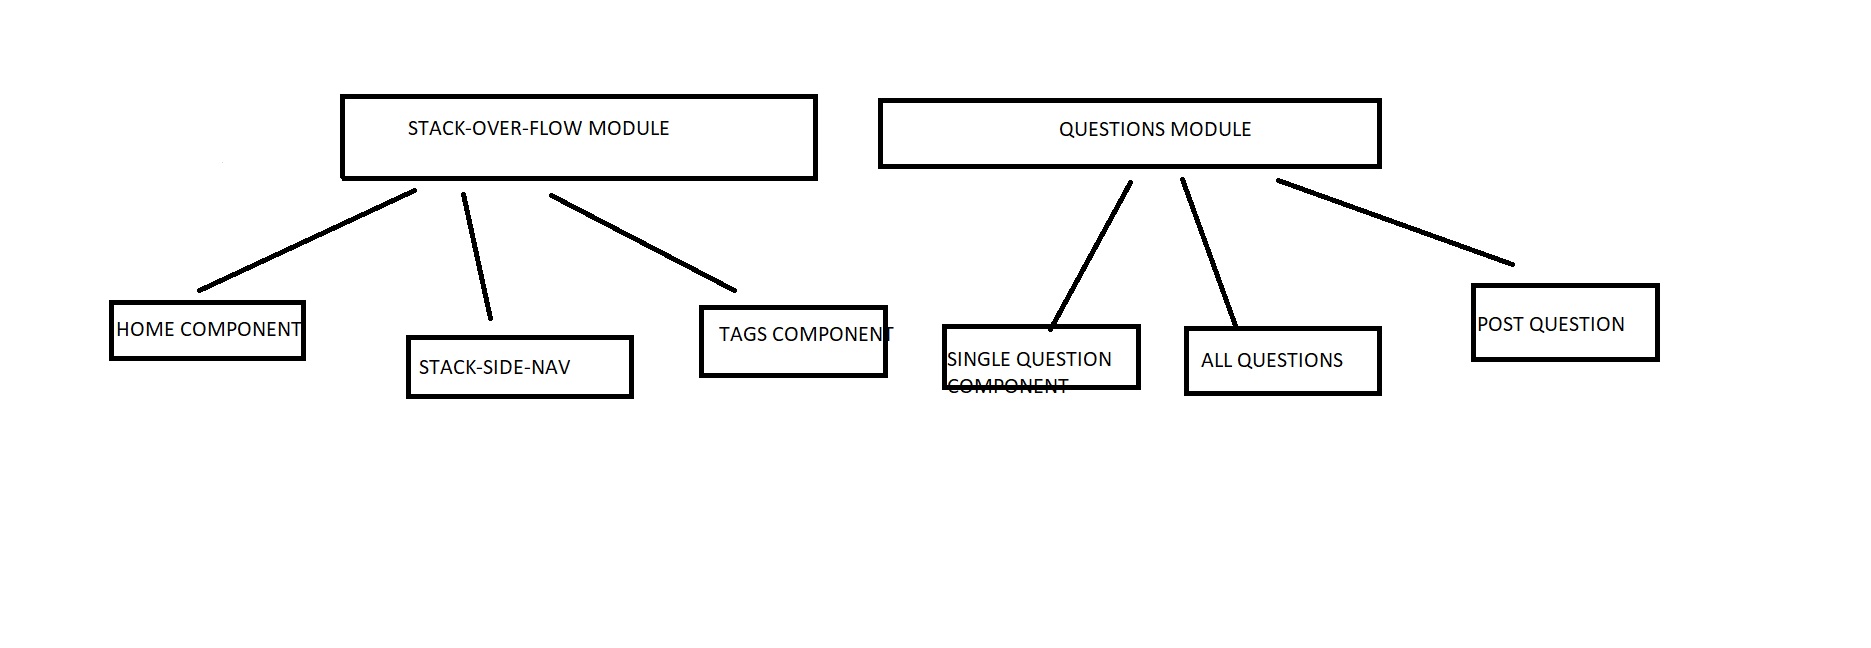 STACK-OVER-FLOW MODULE
QUESTIONS MODULE
HOME COMPONENT
STACK-SIDE-NAV
TAGS COMPONENT
SINGLE QUESTION
COMPONENT
ALL QUESTIONS
POST QUESTION